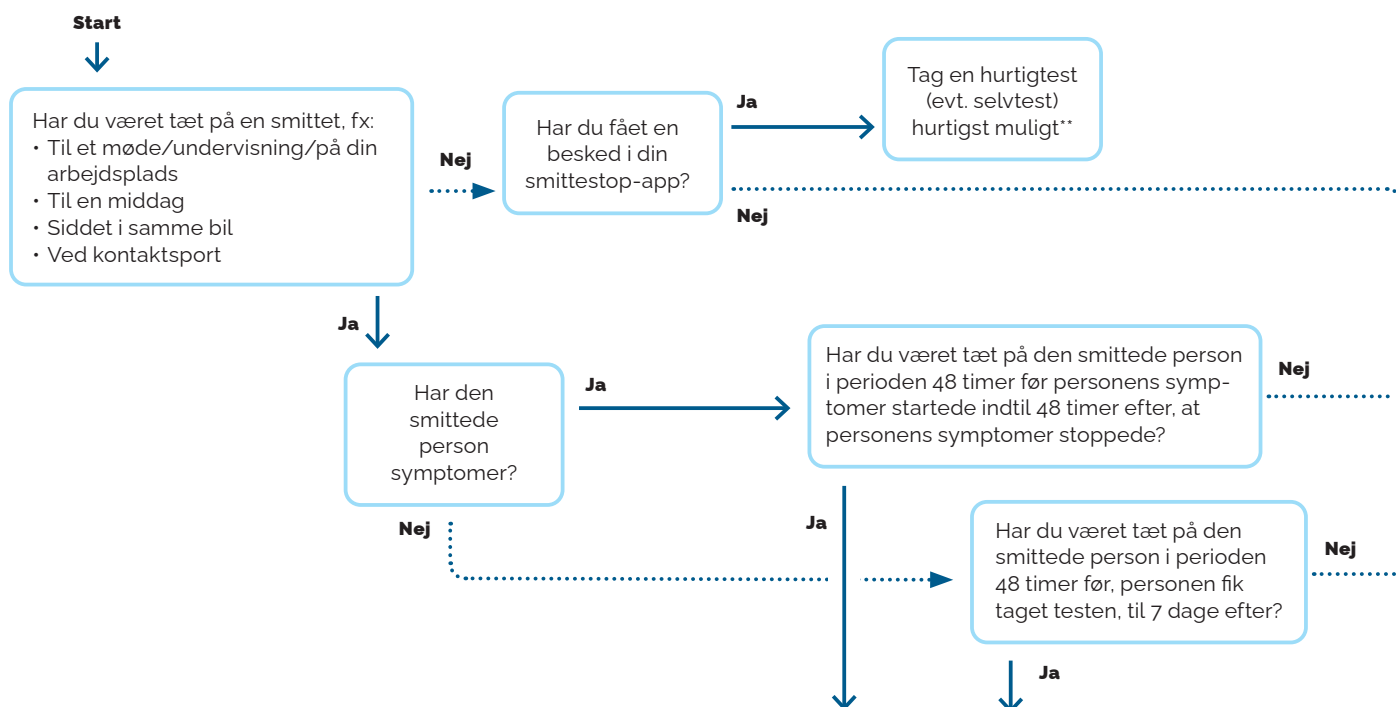 Start
Har du været tæt på en smittet, fx:
• Til et møde/undervisning/på din
arbejdsplads
• Til en middag
• Siddet i samme bil
• Ved kontaktsport
Nej
Har du fået en
besked i din
smittestop-app?
Ja
Tag en hurtigtest
(evt. selvtest)
hurtigst muligt**
Nej
Ja
Har den
smittede
person
symptomer?
Ja
Har du været tæt på den smittede person
i perioden 48 timer før personens symp-
tomer startede indtil 48 timer efter, at
personens symptomer stoppede?
Nej
Nej
Ja
Har du været tæt på den
smittede person i perioden
48 timer før, personen fik
taget testen, til 7 dage efter?
Nej
Ja